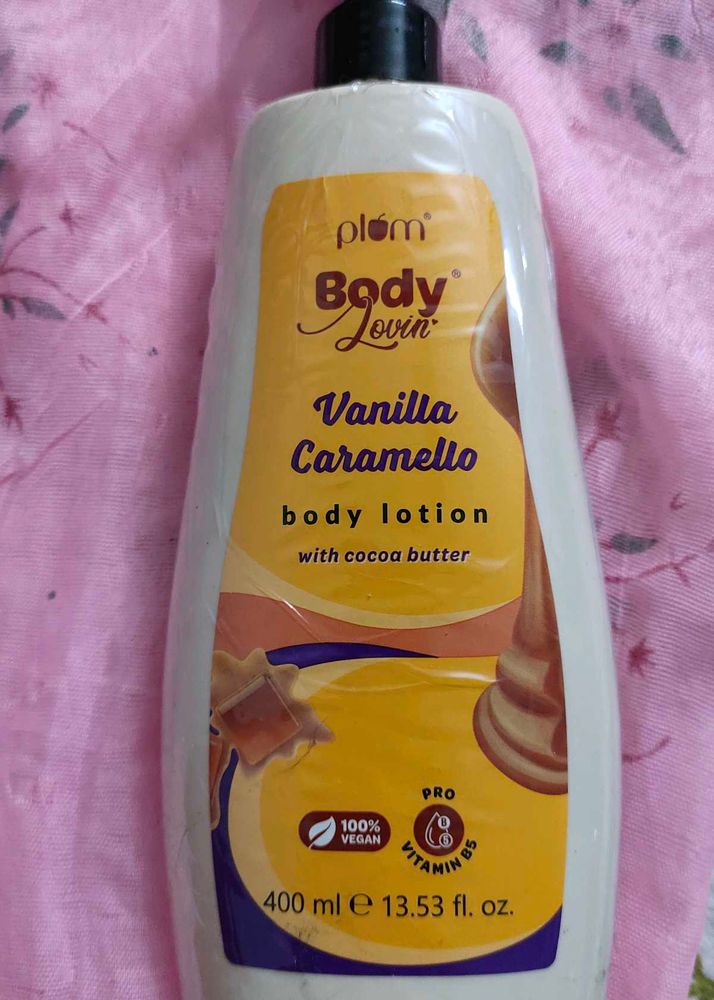 plum®
Body®
Lovin'
Vanilla
Caramello
body lotion
with cocoa butter
100%
VEGAN
PRO
B
5
VITAMIN B5
400 ml ℮ 13.53 fl. oz.